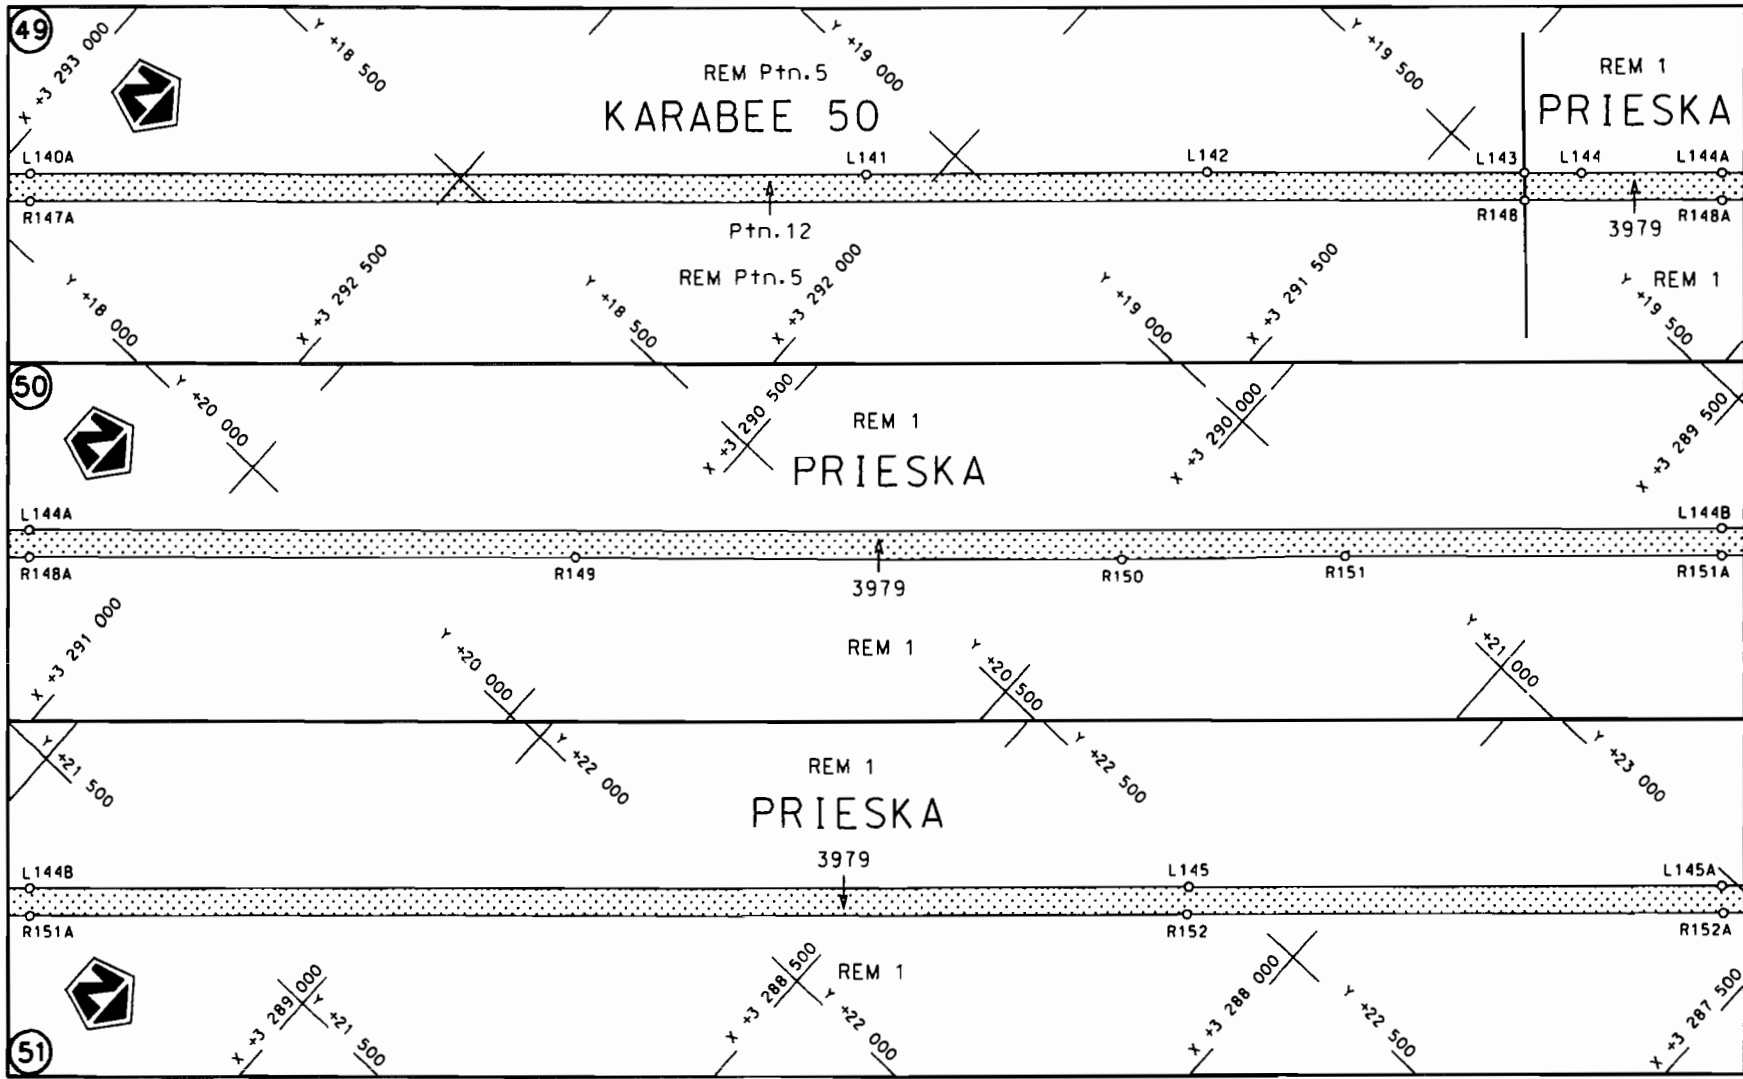 49
X +3 293 000
Y +18 500
Y +19 000
Y +19 500
REM Ptn.5
KARABEE 50
REM 1
PRIESKA
L140A
L141
L142
L143
L144
L144A
R147A
Ptn.12
R148
3979
R148A
REM Ptn.5
REM 1
Y +18 000
X +3 292 500
Y +18 500
X +3 292 000
Y +19 000
X +3 291 500
Y +19 500
50
Y +20 000
X +3 290 500
REM 1
X +3 290 000
X +3 289 500
PRIESKA
L144A
L144B
R148A
R149
3979
R150
R151
R151A
X +3 291 000
Y +20 000
REM 1
Y +20 500
Y +21 000
Y +21 500
Y +22 000
REM 1
Y +22 500
Y +23 000
PRIESKA
3979
L144B
L145
L145A
R151A
R152
R152A
X +3 289 000
Y +21 500
X +3 288 500
REM 1
Y +22 000
X +3 288 000
Y +22 500
X +3 287 500
51